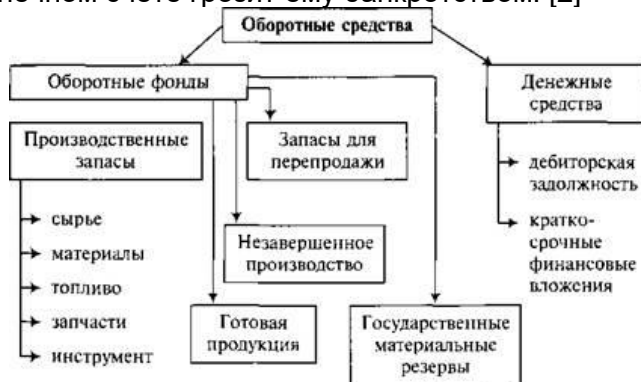 Оборотные средства
Оборотные фонды
Денежные
средства
Производственные
запасы
Запасы для
перепродажи
сырье
материалы
топливо
запчасти
инструмент
Незавершенное
производство
Готовая
продукция
Государственные
материальные
резервы
дебиторская
задолжность
кратко-
срочные
финансовые
вложения